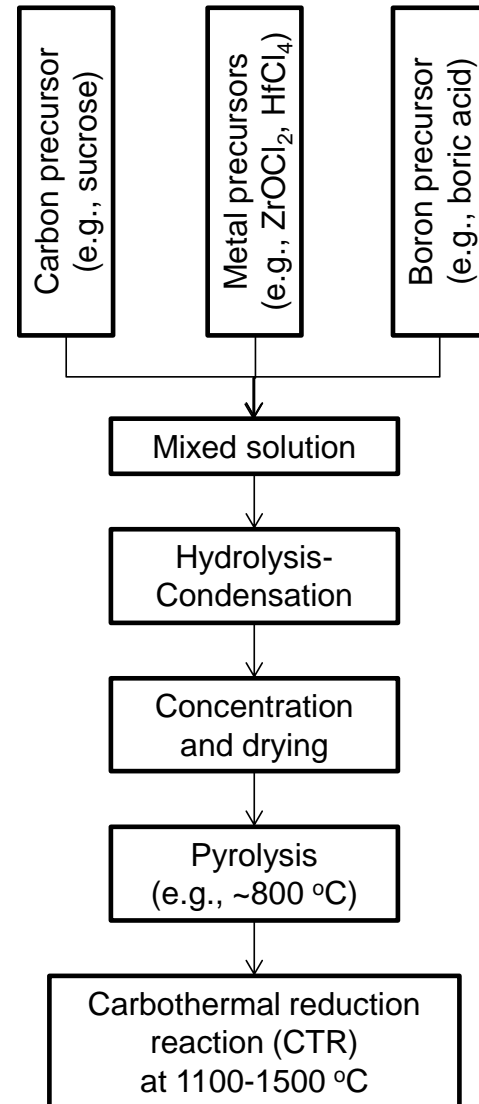 Carbon precursor
(e.g., sucrose)
Metal precursors
(e.g., ZrOCl₂, HfCl₄)
Boron precursor
(e.g., boric acid)
Mixed solution
Hydrolysis-
Condensation
Concentration
and drying
Pyrolysis
(e.g., ~800 ºC)
Carbothermal reduction
reaction (CTR)
at 1100-1500 ºC